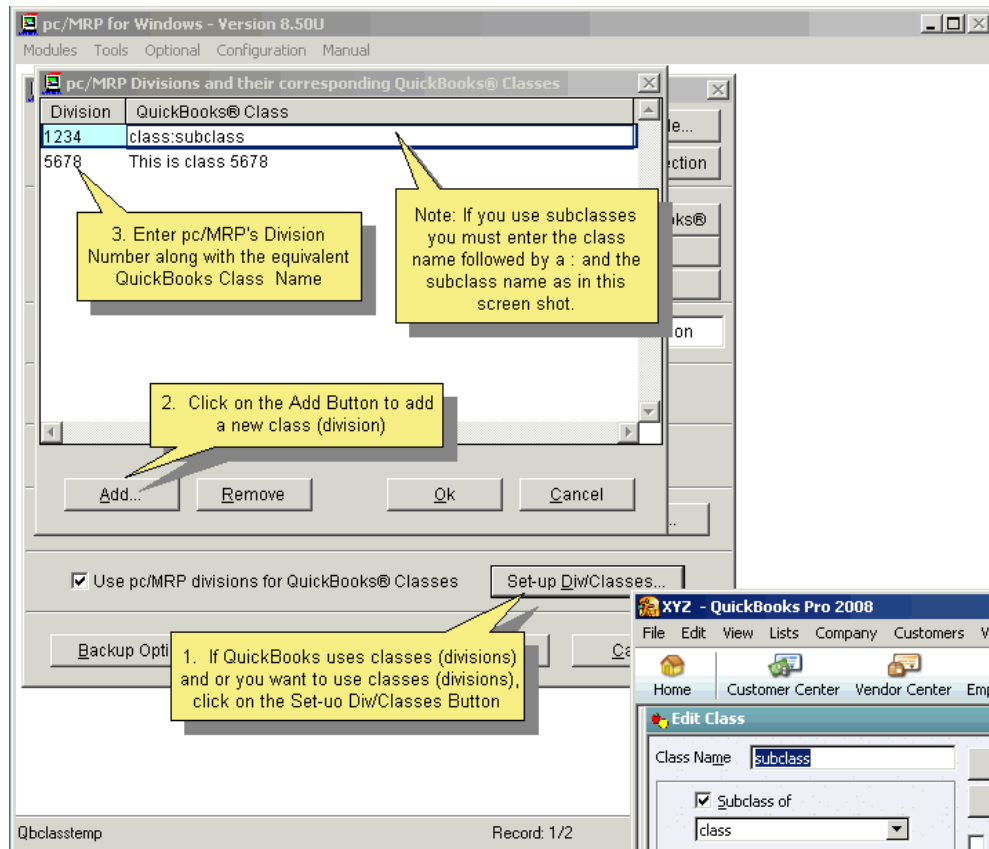 pc/MRP for Windows - Version 8.50U
Modules Tools Optional Configuration Manual
pc/MRP Divisions and their corresponding QuickBooks® Classes
Division QuickBooks® Class
1234 class:subclass
5678 This is class 5678
le...
ction
ks®
on
3. Enter pc/MRP's Division
Number along with the equivalent
QuickBooks Class Name
Note: If you use subclasses
you must enter the class
name followed by a : and the
subclass name as in this
screen shot.
2. Click on the Add Button to add
a new class (division)
Add... Remove Ok Cancel
..
Use pc/MRP divisions for QuickBooks® Classes Set-up Div/Classes...
Backup Opti Ca
1. If QuickBooks uses classes (divisions)
and or you want to use classes (divisions),
click on the Set-uo Div/Classes Button
XYZ - QuickBooks Pro 2008
File Edit View Lists Company Customers V
Home Customer Center Vendor Center Emp
Edit Class
Class Name subclass
Subclass of
class
Qbclasstemp Record: 1/2